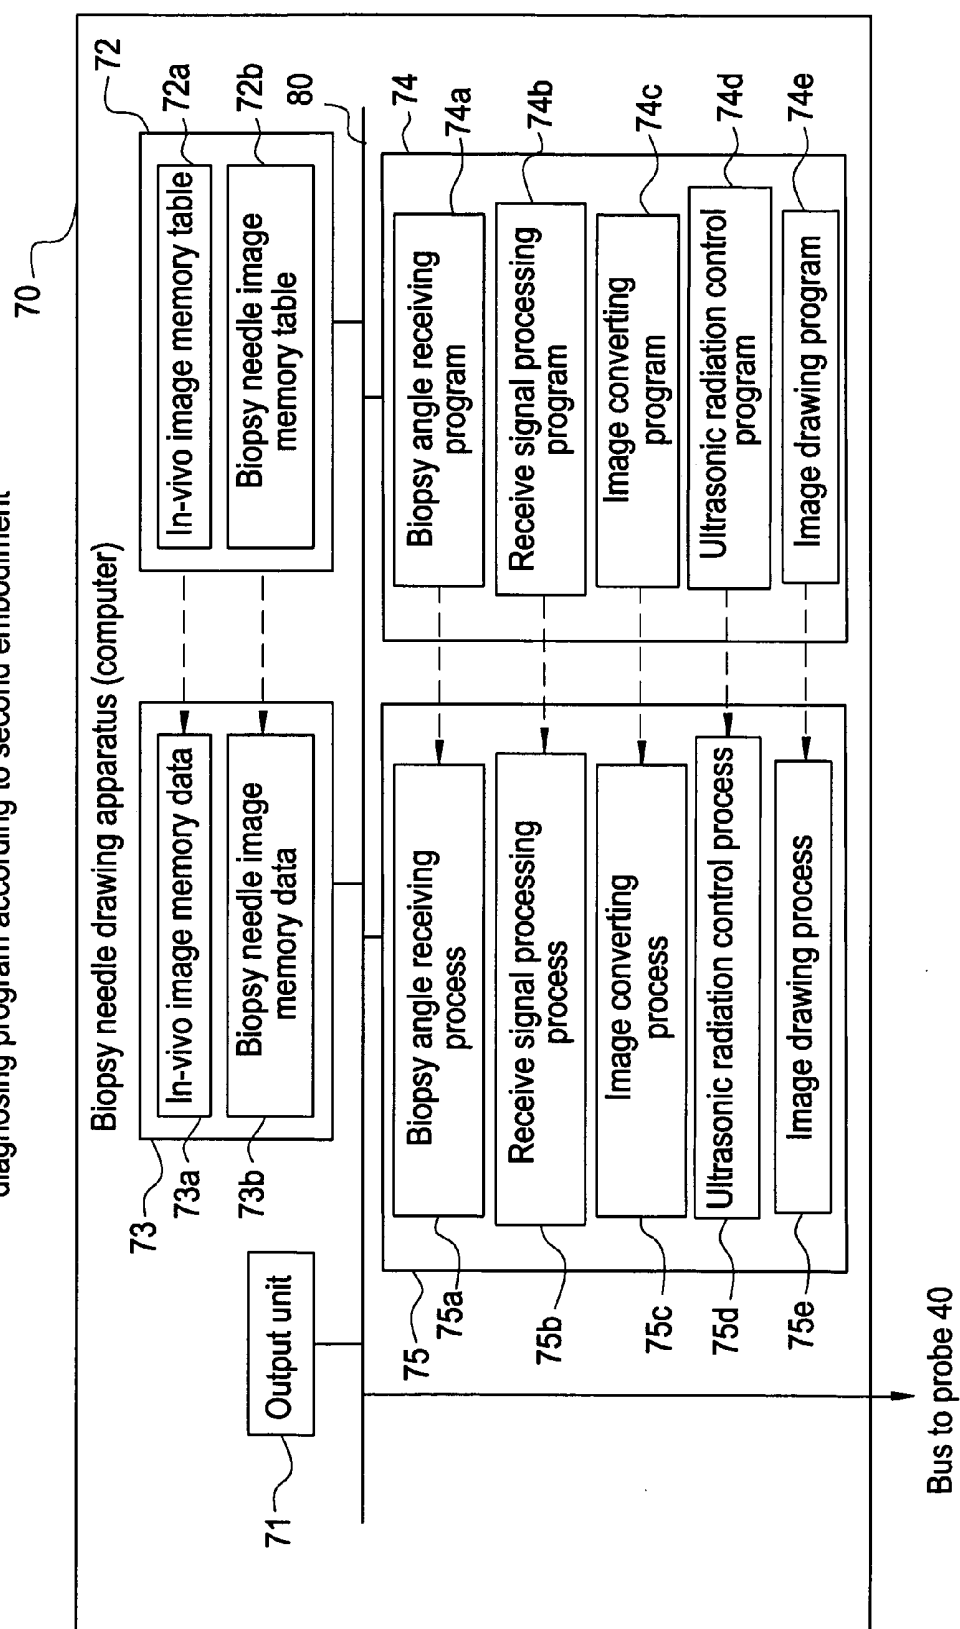 diagnosing program according to second embodiment
70
Biopsy needle drawing apparatus (computer)
72
73
In-vivo image memory data
73a
In-vivo image memory table
72a
Output unit
71
Biopsy needle image
memory data
73b
Biopsy needle image
memory table
72b
80
75
74
Biopsy angle receiving
process
75a
Biopsy angle receiving
program
74a
Receive signal processing
process
75b
Receive signal processing
program
74b
Image converting
process
75c
Image converting
program
74c
Ultrasonic radiation control process
75d
Ultrasonic radiation control
program
74d
Image drawing process
75e
Image drawing program
74e
Bus to probe 40